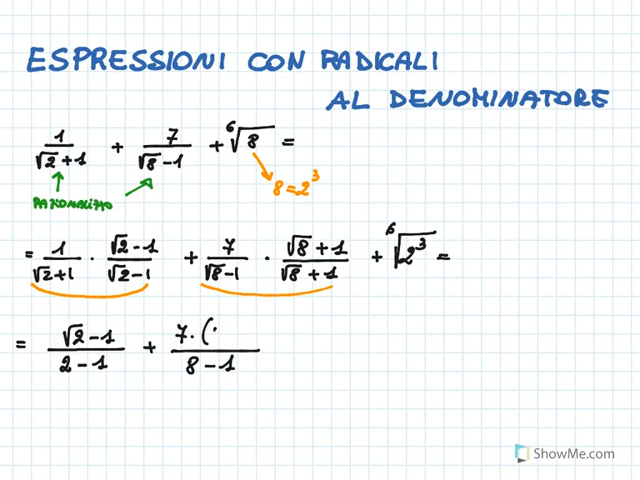 ESPRESSIONI CON RADICALI
AL DENOMINATORE
1/(√2+1) + 7/(√8-1) + ⁶√8 =
8=2³
RAZIONALIZZO
= 1/(√2+1) · (√2-1)/(√2-1) + 7/(√8-1) · (√8+1)/(√8+1) + ⁶√2³ =
= (√2-1)/(2-1) + 7·(/(8-1)
ShowMe.com